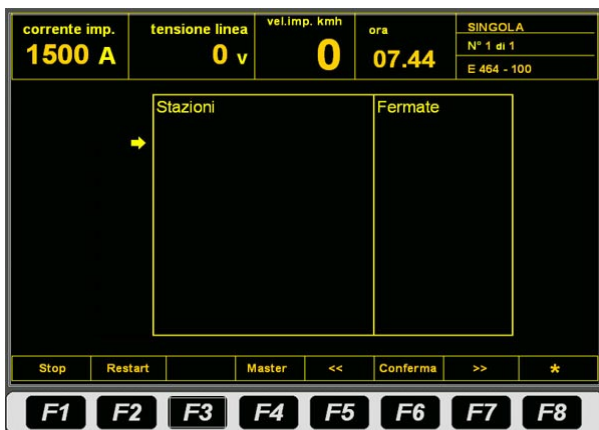 corrente imp.
1500 A
tensione linea
0 v
vel.imp. kmh
0
ora
07.44
SINGOLA
N° 1 di 1
E 464 - 100
Stazioni
Fermate
Stop
Restart
Master
<<
Conferma
>>
*
F1
F2
F3
F4
F5
F6
F7
F8